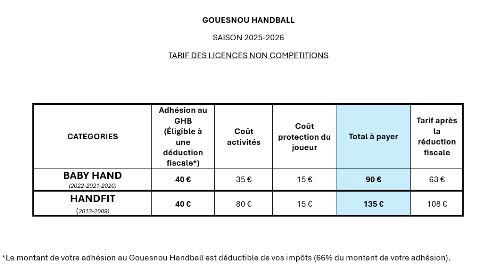 GOUESNOU HANDBALL
SAISON 2025-2026
TARIF DES LICENCES NON COMPETITIONS
CATEGORIES
Adhésion au
GHB
(Éligible à
une
déduction
fiscale*)
Coût
activités
Coût
protection du
joueur
Total à payer
Tarif après
la
réduction
fiscale
BABY HAND
(2022-2021-2020)
40 €
35 €
15 €
90 €
63 €
HANDFIT
40 €
80 €
15 €
135 €
108 €
*Le montant de votre adhésion au Gouesnou Handball est déductible de vos impôts (66% du montant de votre adhésion).